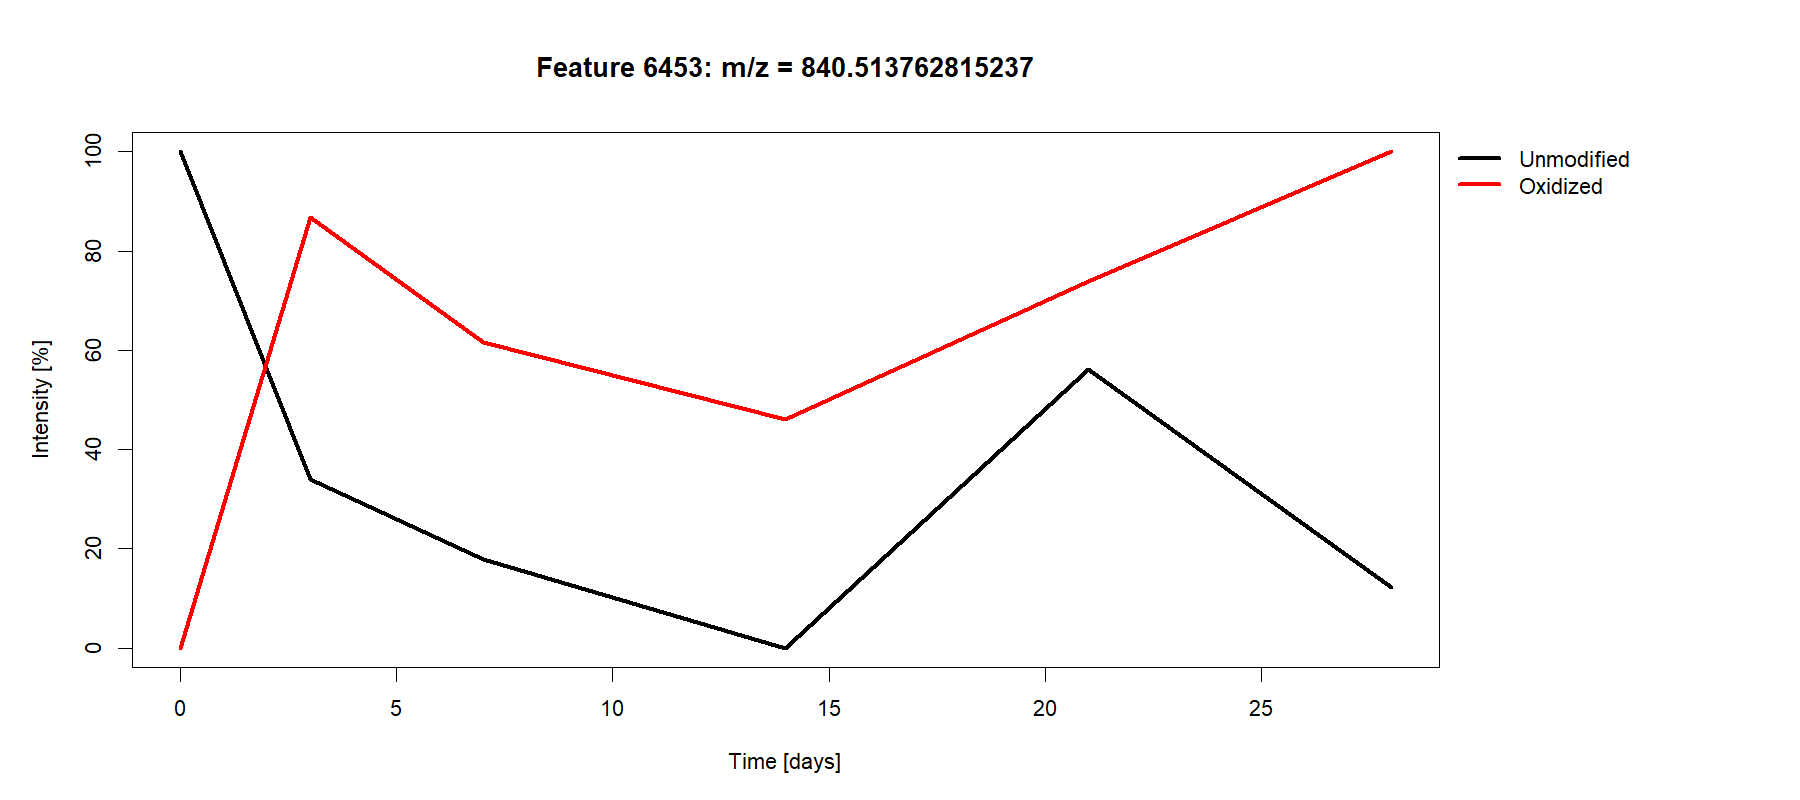 Feature 6453: m/z = 840.513762815237
Unmodified
Oxidized
Intensity [%]
100
80
60
40
20
0
0 5 10 15 20 25
Time [days]